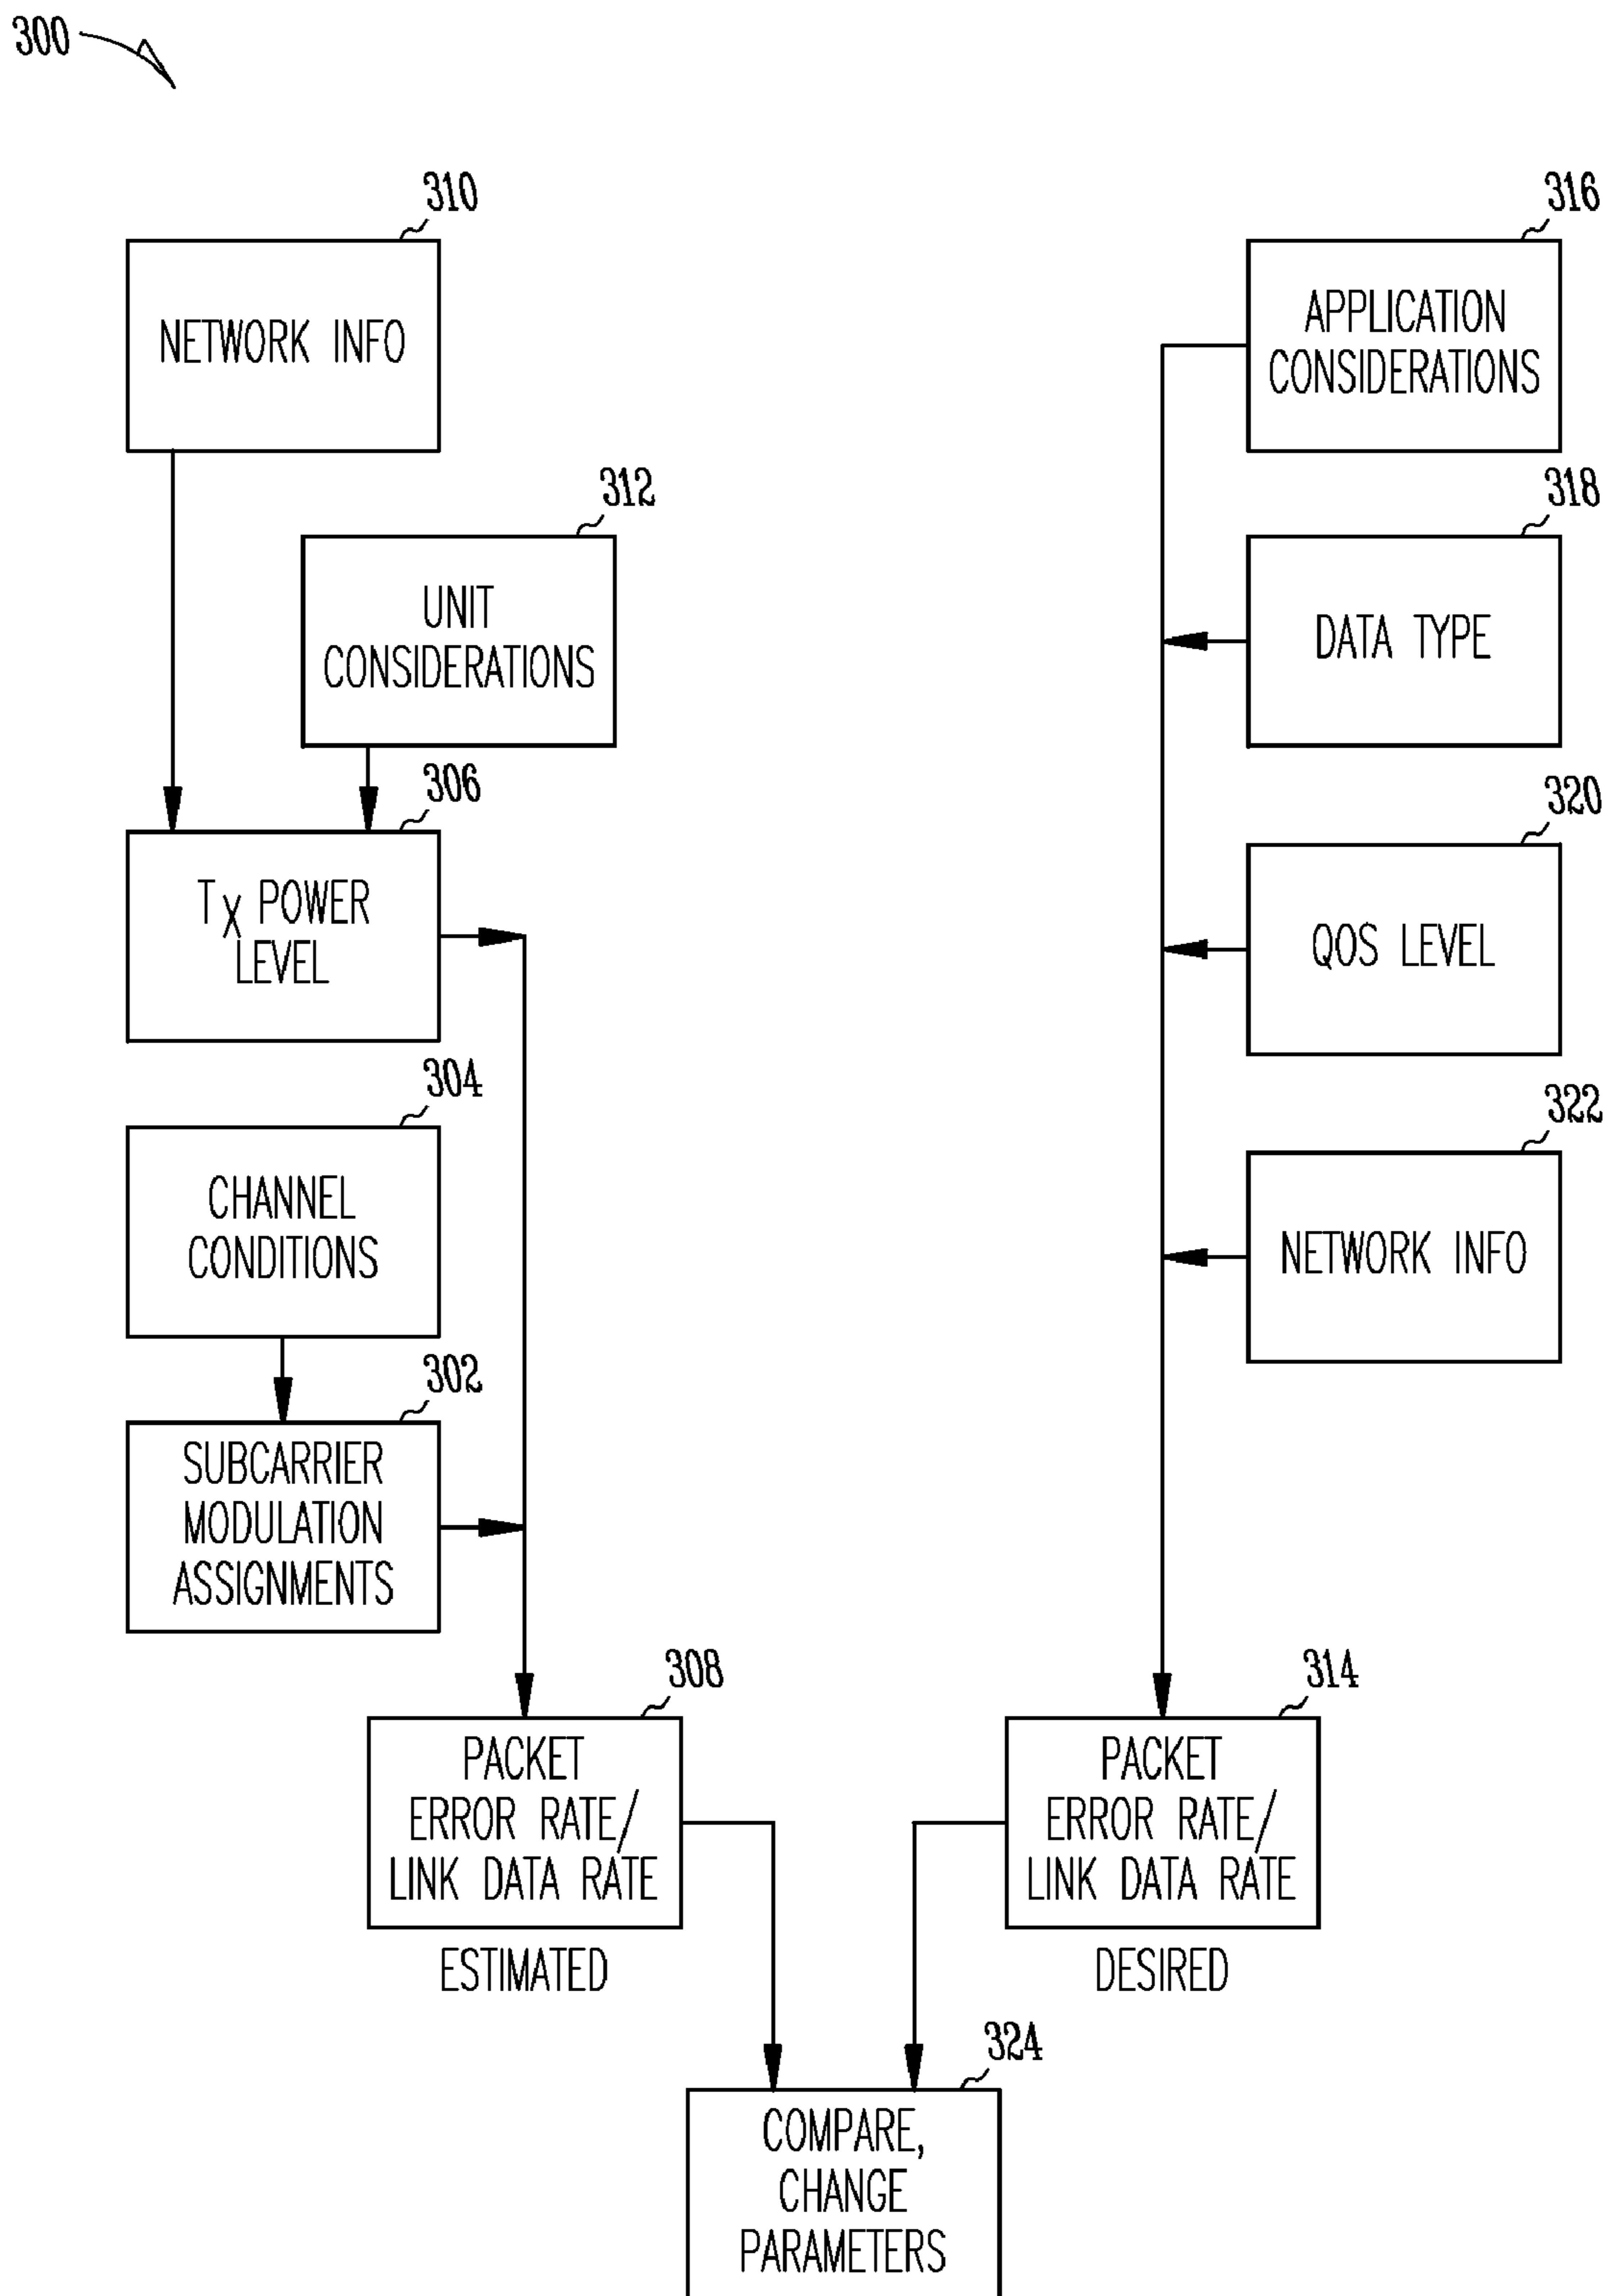 300
310
NETWORK INFO
312
UNIT
CONSIDERATIONS
306
TX POWER
LEVEL
304
CHANNEL
CONDITIONS
302
SUBCARRIER
MODULATION
ASSIGNMENTS
308
PACKET
ERROR RATE/
LINK DATA RATE
ESTIMATED
316
APPLICATION
CONSIDERATIONS
318
DATA TYPE
320
QOS LEVEL
322
NETWORK INFO
314
PACKET
ERROR RATE/
LINK DATA RATE
DESIRED
324
COMPARE,
CHANGE
PARAMETERS